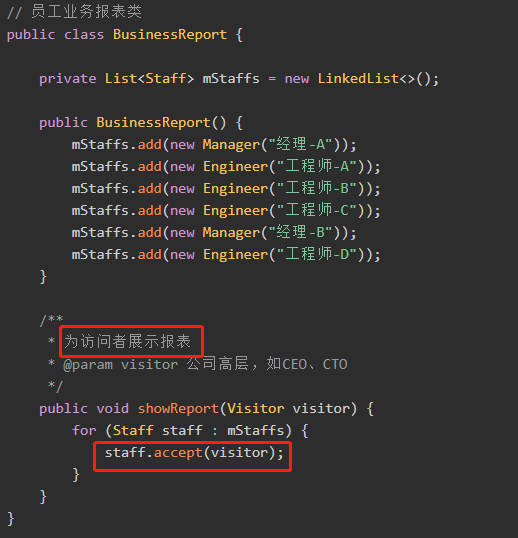 // 员工业务报表类
public class BusinessReport {
private List<Staff> mStaffs = new LinkedList<>();
public BusinessReport() {
mStaffs.add(new Manager("经理-A"));
mStaffs.add(new Engineer("工程师-A"));
mStaffs.add(new Engineer("工程师-B"));
mStaffs.add(new Engineer("工程师-C"));
mStaffs.add(new Manager("经理-B"));
mStaffs.add(new Engineer("工程师-D"));
}
/**
* 为访问者展示报表
* @param visitor 公司高层，如CEO、CTO
*/
public void showReport(Visitor visitor) {
for (Staff staff : mStaffs) {
staff.accept(visitor);
}
}
}